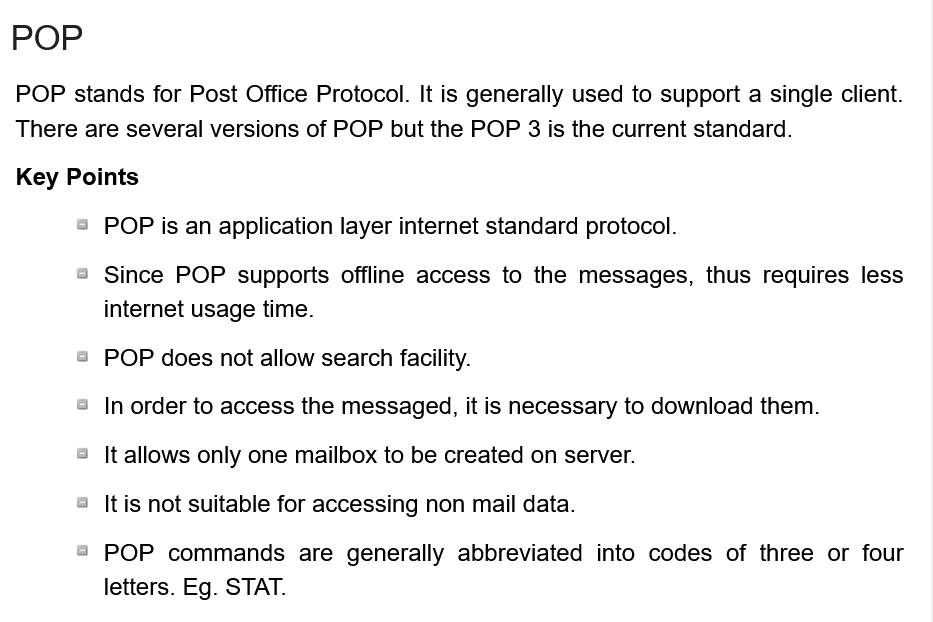 POP
POP stands for Post Office Protocol. It is generally used to support a single client.
There are several versions of POP but the POP 3 is the current standard.
Key Points
POP is an application layer internet standard protocol.
Since POP supports offline access to the messages, thus requires less
internet usage time.
POP does not allow search facility.
In order to access the messaged, it is necessary to download them.
It allows only one mailbox to be created on server.
It is not suitable for accessing non mail data.
POP commands are generally abbreviated into codes of three or four
letters. Eg. STAT.